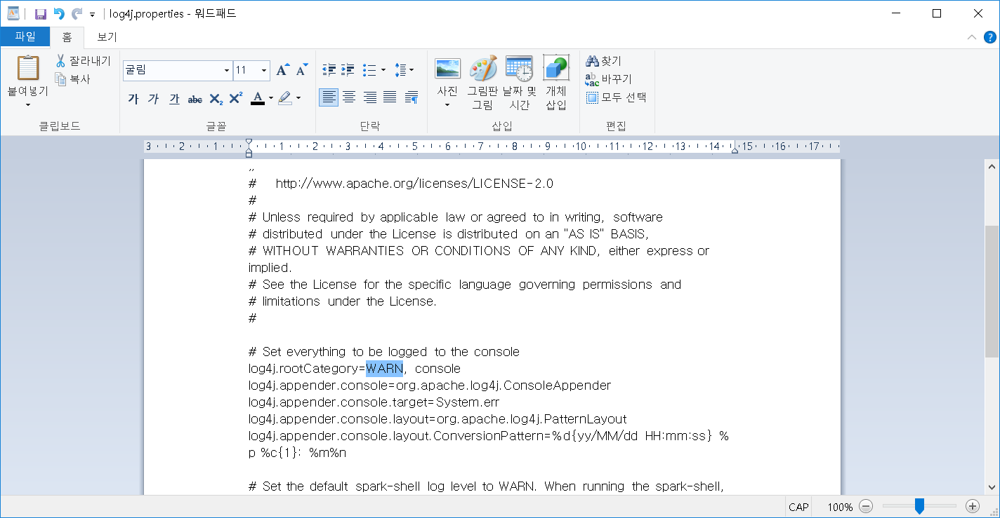 log4j.properties - 워드패드
파일 홈 보기
붙여넣기
잘라내기
복사
클립보드
굴림 11
가 가 가 abc X₂ X² A
글꼴
단락
사진
그림판
그림
날짜 및
시간
개체
삽입
삽입
찾기
바꾸기
모두 선택
편집
3 2 1 1 2 3 4 5 6 7 8 9 10 11 12 13 14 15 16 17
# http://www.apache.org/licenses/LICENSE-2.0
#
# Unless required by applicable law or agreed to in writing, software
# distributed under the License is distributed on an "AS IS" BASIS,
# WITHOUT WARRANTIES OR CONDITIONS OF ANY KIND, either express or
implied.
# See the License for the specific language governing permissions and
# limitations under the License.
#
# Set everything to be logged to the console
log4j.rootCategory=WARN, console
log4j.appender.console=org.apache.log4j.ConsoleAppender
log4j.appender.console.target=System.err
log4j.appender.console.layout=org.apache.log4j.PatternLayout
log4j.appender.console.layout.ConversionPattern=%d{yy/MM/dd HH:mm:ss} %
p %c{1}: %m%n
# Set the default spark-shell log level to WARN. When running the spark-shell,
CAP 100%